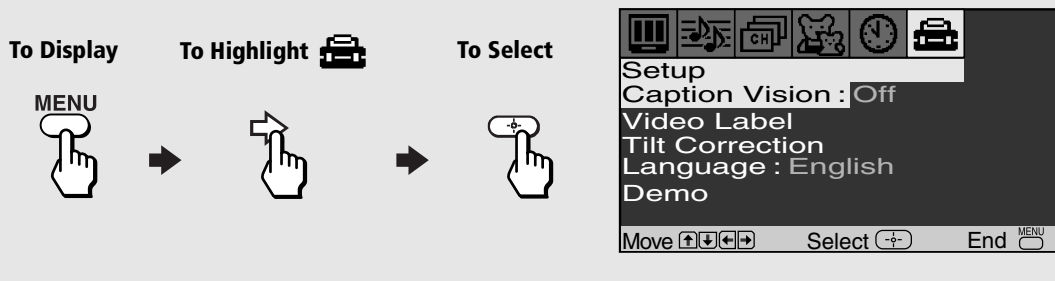 To Display
To Highlight
To Select
MENU
CH
Setup
Caption Vision : Off
Video Label
Tilt Correction
Language : English
Demo
Move Select End MENU